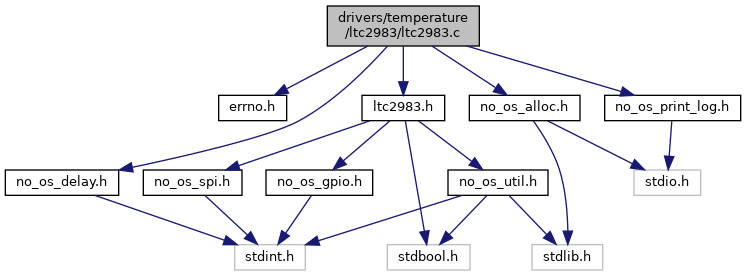 drivers/temperature
/ltc2983/ltc2983.c
errno.h
ltc2983.h
no_os_alloc.h
no_os_print_log.h
no_os_delay.h
no_os_spi.h
no_os_gpio.h
no_os_util.h
stdio.h
stdint.h
stdbool.h
stdlib.h